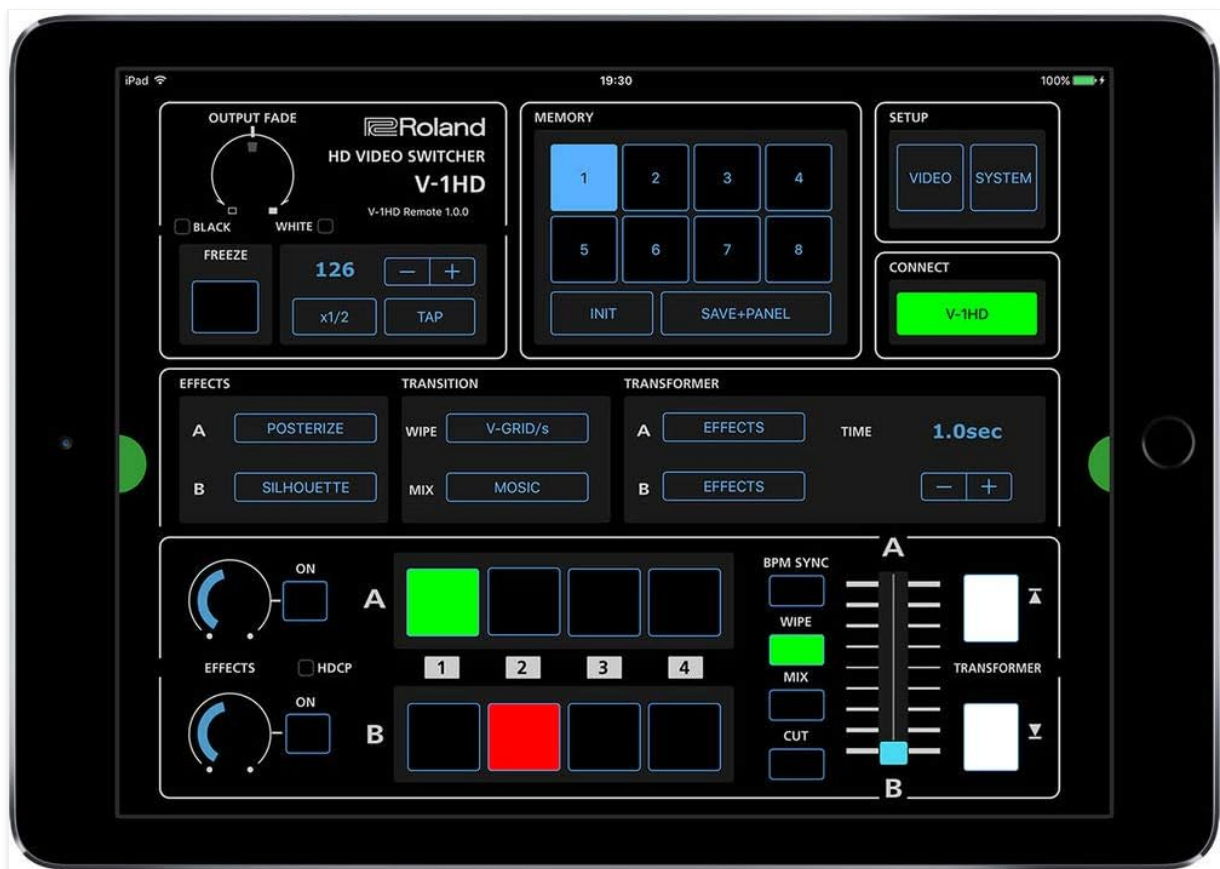 iPad
19:30
100%
OUTPUT FADE
Roland
HD VIDEO SWITCHER
V-1HD
V-1HD Remote 1.0.0
BLACK
WHITE
FREEZE
126
— +
x1/2
TAP
MEMORY
1 2 3 4
5 6 7 8
INIT
SAVE+PANEL
SETUP
VIDEO
SYSTEM
CONNECT
V-1HD
EFFECTS
A POSTERIZE
B SILHOUETTE
TRANSITION
WIPE V-GRID/s
MIX MOSIC
TRANSFORMER
A EFFECTS
B EFFECTS
TIME 1.0sec
— +
ON
A
EFFECTS
HDCP
1 2 3 4
ON
B
BPM SYNC
WIPE
MIX
CUT
A
B
TRANSFORMER